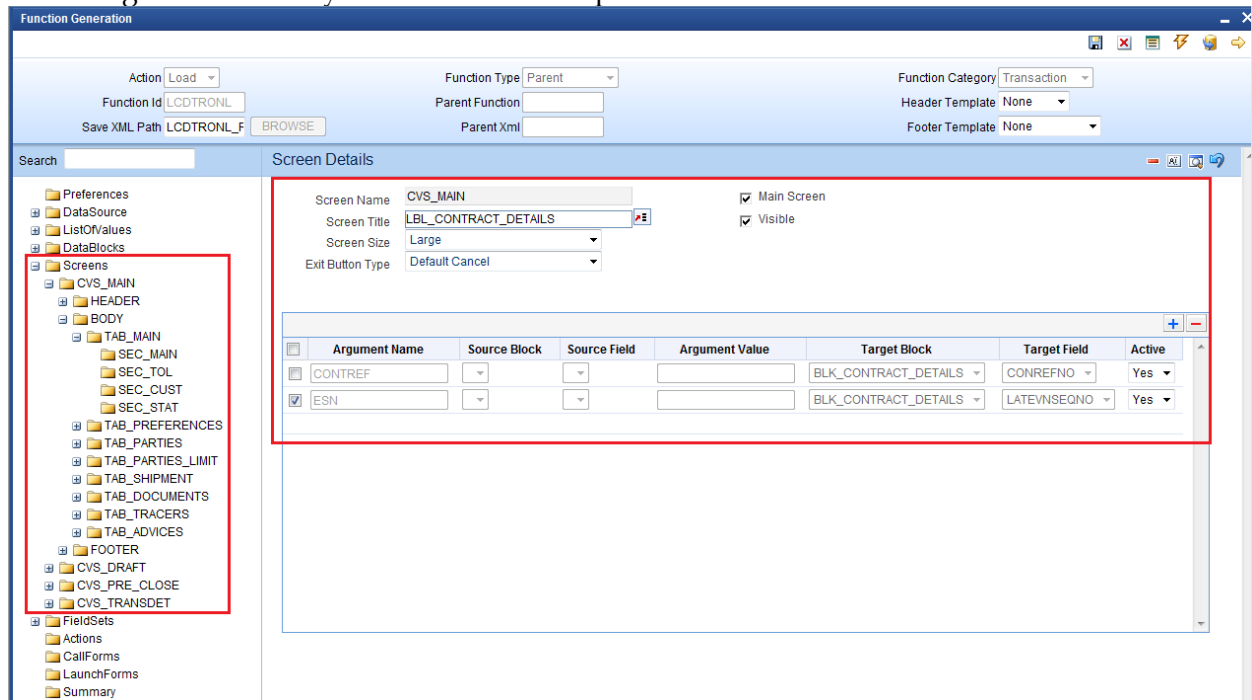 Function Generation
Action Load Function Type Parent Function Category Transaction
Function Id LCDTRONL Parent Function Header Template None
Save XML Path LCDTRONL_F BROWSE Parent Xml Footer Template None
Search Screen Details
Preferences
DataSource
ListOfValues
DataBlocks
Screens
CVS_MAIN
HEADER
BODY
TAB_MAIN
SEC_MAIN
SEC_TOL
SEC_CUST
SEC_STAT
TAB_PREFERENCES
TAB_PARTIES
TAB_PARTIES_LIMIT
TAB_SHIPMENT
TAB_DOCUMENTS
TAB_TRACERS
TAB_ADVICES
FOOTER
CVS_DRAFT
CVS_PRE_CLOSE
CVS_TRANSDET
FieldSets
Actions
CallForms
LaunchForms
Summary
Screen Name CVS_MAIN Main Screen
Screen Title LBL_CONTRACT_DETAILS Visible
Screen Size Large
Exit Button Type Default Cancel
Argument Name Source Block Source Field Argument Value Target Block Target Field Active
CONTREF BLK_CONTRACT_DETAILS CONREFNO Yes
ESN BLK_CONTRACT_DETAILS LATEVNSEQNO Yes